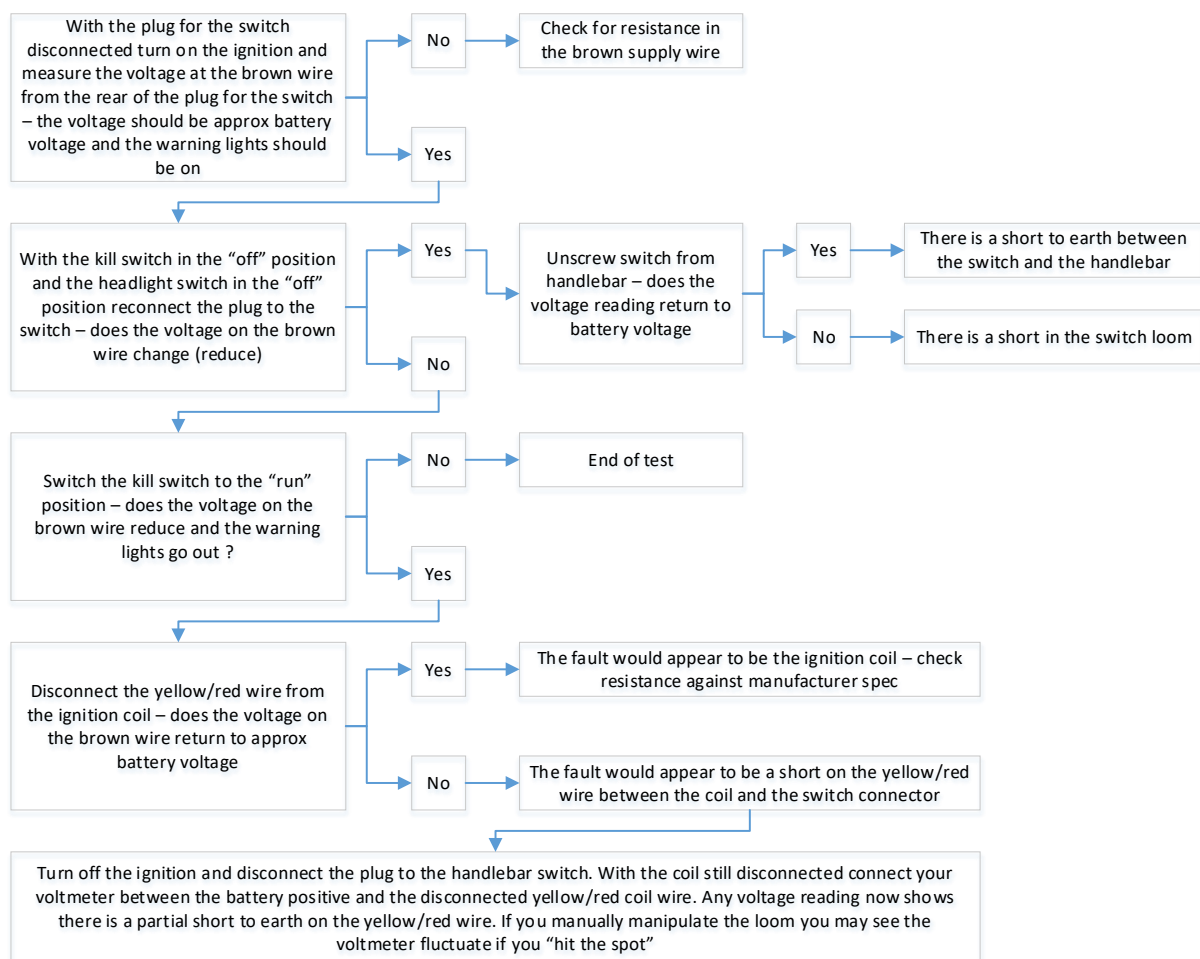 With the plug for the switch
disconnected turn on the ignition and
measure the voltage at the brown wire
from the rear of the plug for the switch
– the voltage should be approx battery
voltage and the warning lights should
be on
No
Check for resistance in
the brown supply wire
Yes
With the kill switch in the “off” position
and the headlight switch in the “off”
position reconnect the plug to the
switch – does the voltage on the brown
wire change (reduce)
Yes
Unscrew switch from
handlebar – does the
voltage reading return to
battery voltage
Yes
There is a short to earth between
the switch and the handlebar
No
There is a short in the switch loom
No
Switch the kill switch to the “run”
position – does the voltage on the
brown wire reduce and the warning
lights go out ?
No
End of test
Yes
Disconnect the yellow/red wire from
the ignition coil – does the voltage on
the brown wire return to approx
battery voltage
Yes
The fault would appear to be the ignition coil – check
resistance against manufacturer spec
No
The fault would appear to be a short on the yellow/red
wire between the coil and the switch connector
Turn off the ignition and disconnect the plug to the handlebar switch. With the coil still disconnected connect your
voltmeter between the battery positive and the disconnected yellow/red coil wire. Any voltage reading now shows
there is a partial short to earth on the yellow/red wire. If you manually manipulate the loom you may see the
voltmeter fluctuate if you “hit the spot”